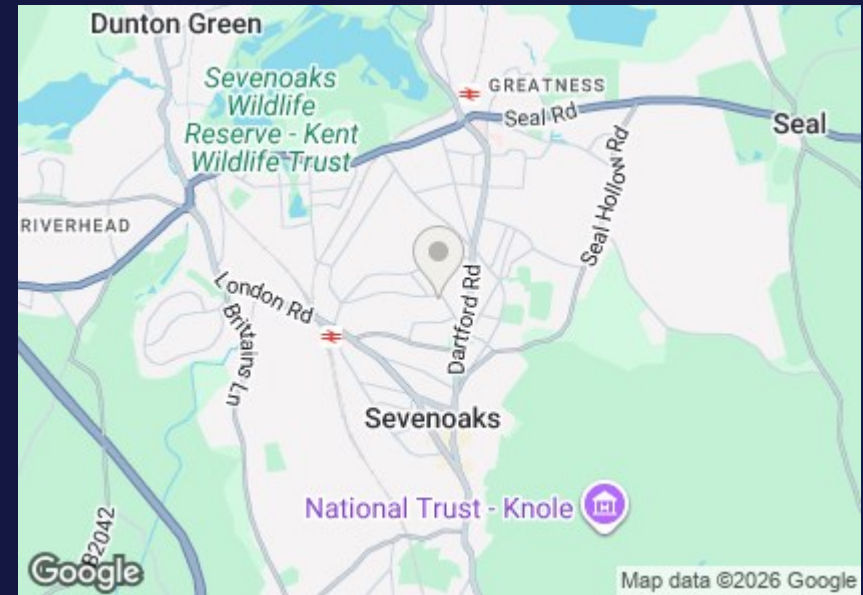 Dunton Green
Sevenoaks
Wildlife
Reserve - Kent
Wildlife Trust
GREATNESS
Seal Rd
Seal
Seal Hollow Rd
RIVERHEAD
London Rd
Brittains Ln
Dartford Rd
Sevenoaks
National Trust - Knole
B2042
Google
Map data ©2026 Google